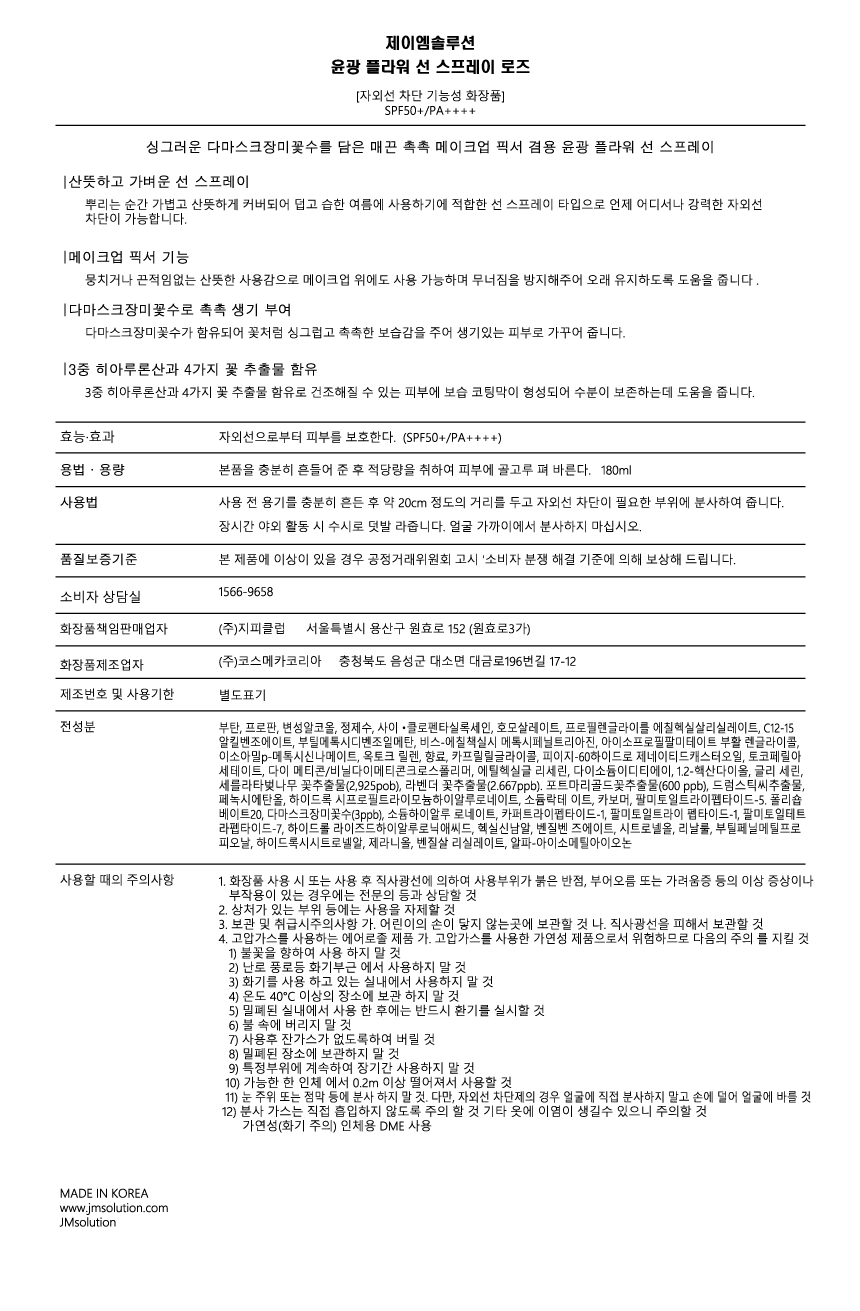 제이엠솔루션
윤광 플라워 선 스프레이 로즈
[자외선 차단 기능성 화장품]
SPF50+/PA++++
싱그러운 다마스크장미꽃수를 담은 매끈 촉촉 메이크업 픽서 겸용 윤광 플라워 선 스프레이
|산뜻하고 가벼운 선 스프레이
뿌리는 순간 가볍고 산뜻하게 커버되어 덥고 습한 여름에 사용하기에 적합한 선 스프레이 타입으로 언제 어디서나 강력한 자외선
차단이 가능합니다.
|메이크업 픽서 기능
뭉치거나 끈적임없는 산뜻한 사용감으로 메이크업 위에도 사용 가능하며 무너짐을 방지해주어 오래 유지하도록 도움을 줍니다 .
|다마스크장미꽃수로 촉촉 생기 부여
다마스크장미꽃수가 함유되어 꽃처럼 싱그럽고 촉촉한 보습감을 주어 생기있는 피부로 가꾸어 줍니다.
|3중 히아루론산과 4가지 꽃 추출물 함유
3중 히아루론산과 4가지 꽃 추출물 함유로 건조해질 수 있는 피부에 보습 코팅막이 형성되어 수분이 보존하는데 도움을 줍니다.
효능·효과 자외선으로부터 피부를 보호한다. (SPF50+/PA++++)
용법 · 용량 본품을 충분히 흔들어 준 후 적당량을 취하여 피부에 골고루 펴 바른다. 180ml
사용법 사용 전 용기를 충분히 흔든 후 약 20cm 정도의 거리를 두고 자외선 차단이 필요한 부위에 분사하여 줍니다.
장시간 야외 활동 시 수시로 덧발 라줍니다. 얼굴 가까이에서 분사하지 마십시오.
품질보증기준 본 제품에 이상이 있을 경우 공정거래위원회 고시 '소비자 분쟁 해결 기준에 의해 보상해 드립니다.
소비자 상담실 1566-9658
화장품책임판매업자 (주)지피클럽 서울특별시 용산구 원효로 152 (원효로3가)
화장품제조업자 (주)코스메카코리아 충청북도 음성군 대소면 대금로196번길 17-12
제조번호 및 사용기한 별도표기
전성분 부탄, 프로판, 변성알코올, 정제수, 사이 •클로펜타실록세인, 호모살레이트, 프로필렌글라이롤 에칠헥실살리실레이트, C12-15
알킬벤조에이트, 부틸메톡시디벤조일메탄, 비스-에칠책실시 메톡시페닐트리아진, 아이소프로필팔미테이트 부활 렌글라이콜,
이소아밀p-메톡시신나메이트, 옥토크 릴렌, 향료, 카프릴릴글라이콜, 피이지-60하이드로 제네이티드캐스터오일, 토코페릴아
세테이트, 다이 메티콘/비닐다이메티콘크로스폴리머, 에틸헥실글 리세린, 다이소듐이디티에이, 1.2-핵산다이올, 글리 세린,
세를라타벚나무 꽃추출물(2,925pob), 라벤더 꽃추출물(2.667ppb). 포트마리골드꽃추출물(600 ppb), 드럼스틱씨추출물,
페녹시에탄올, 하이드록 시프로필트라이모늄하이알루로네이트, 소듐락테 이트, 카보머, 팔미토일트라이펩타이드-5. 폴리숍
베이트20, 다마스크장미꽃수(3ppb), 소듐하이알루 로네이트, 카퍼트라이펩타이드-1, 팔미토일트라이 펩타이드-1, 팔미토일테트
라펩타이드-7, 하이드롤 라이즈드하이알루로닉애씨드, 헥실신남알, 벤질벤 즈에이트, 시트로넬올, 리날룰, 부틸페닐메틸프로
피오날, 하이드록시시트로넬알, 제라니올, 벤질살 리실레이트, 알파-아이소메틸아이오논
사용할 때의 주의사항 1. 화장품 사용 시 또는 사용 후 직사광선에 의하여 사용부위가 붉은 반점, 부어오름 또는 가려움증 등의 이상 증상이나
부작용이 있는 경우에는 전문의 등과 상담할 것
2. 상처가 있는 부위 등에는 사용을 자제할 것
3. 보관 및 취급시주의사항 가. 어린이의 손이 닿지 않는곳에 보관할 것 나. 직사광선을 피해서 보관할 것
4. 고압가스를 사용하는 에어로졸 제품 가. 고압가스를 사용한 가연성 제품으로서 위험하므로 다음의 주의 를 지킬 것
1) 불꽃을 향하여 사용 하지 말 것
2) 난로 풍로등 화기부근 에서 사용하지 말 것
3) 화기를 사용 하고 있는 실내에서 사용하지 말 것
4) 온도 40°C 이상의 장소에 보관 하지 말 것
5) 밀폐된 실내에서 사용 한 후에는 반드시 환기를 실시할 것
6) 불 속에 버리지 말 것
7) 사용후 잔가스가 없도록하여 버릴 것
8) 밀폐된 장소에 보관하지 말 것
9) 특정부위에 계속하여 장기간 사용하지 말 것
10) 가능한 한 인체 에서 0.2m 이상 떨어져서 사용할 것
11) 눈 주위 또는 점막 등에 분사 하지 말 것. 다만, 자외선 차단제의 경우 얼굴에 직접 분사하지 말고 손에 덜어 얼굴에 바를 것
12) 분사 가스는 직접 흡입하지 않도록 주의 할 것 기타 옷에 이염이 생길수 있으니 주의할 것
가연성(화기 주의) 인체용 DME 사용
MADE IN KOREA
www.jmsolution.com
JMsolution